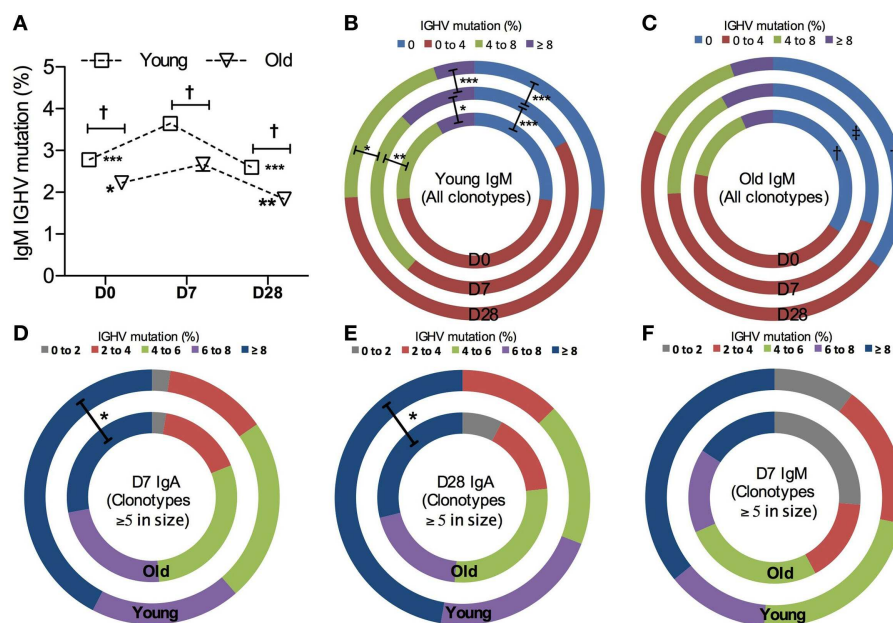 A
Young Old
IgM IGHV mutation (%)
5
4
3
2
1
0
†
†
†
***
***
*
**
D0 D7 D28
B
IGHV mutation (%)
0 0 to 4 4 to 8 ≥ 8
***
*
***
***
*
**
Young IgM
(All clonotypes)
D0
D7
D28
C
IGHV mutation (%)
0 0 to 4 4 to 8 ≥ 8
‡
†
Old IgM
(All clonotypes)
D0
D7
D28
D
IGHV mutation (%)
0 to 2 2 to 4 4 to 6 6 to 8 ≥ 8
*
D7 IgA
(Clonotypes
≥5 in size)
Old
Young
E
IGHV mutation (%)
0 to 2 2 to 4 4 to 6 6 to 8 ≥ 8
*
D28 IgA
(Clonotypes
≥5 in size)
Old
Young
F
IGHV mutation (%)
0 to 2 2 to 4 4 to 6 6 to 8 ≥ 8
D7 IgM
(Clonotypes
≥5 in size)
Old
Young